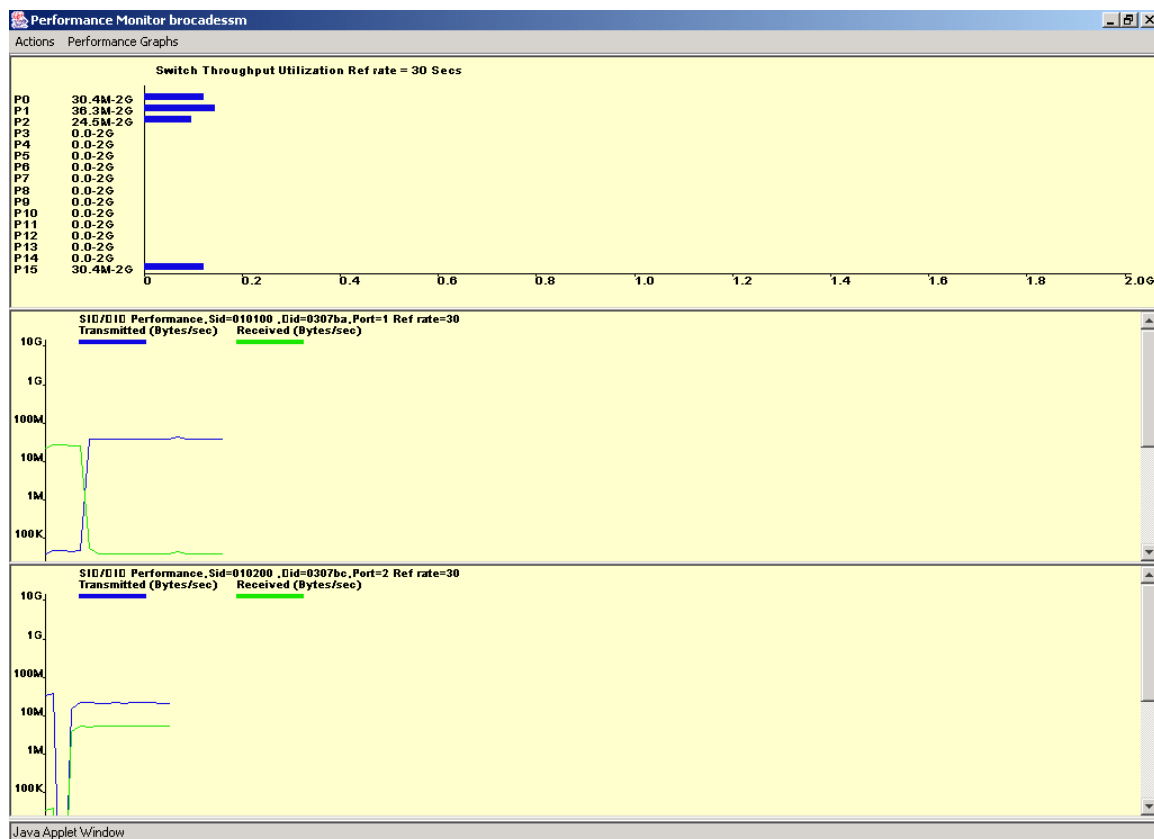 Performance Monitor brocadessm
Actions Performance Graphs
Switch Throughput Utilization Ref rate = 30 Secs
P0 30.4M-2G
P1 36.3M-2G
P2 24.5M-2G
P3 0.0-2G
P4 0.0-2G
P5 0.0-2G
P6 0.0-2G
P7 0.0-2G
P8 0.0-2G
P9 0.0-2G
P10 0.0-2G
P11 0.0-2G
P12 0.0-2G
P13 0.0-2G
P14 0.0-2G
P15 30.4M-2G
0 0.2 0.4 0.6 0.8 1.0 1.2 1.4 1.6 1.8 2.0G
SID/DID Performance,Sid=010100 ,Did=0307ba,Port=1 Ref rate=30
Transmitted (Bytes/sec) Received (Bytes/sec)
10G
1G
100M
10M
1M
100K
SID/DID Performance,Sid=010200 ,Did=0307bc,Port=2 Ref rate=30
Transmitted (Bytes/sec) Received (Bytes/sec)
10G
1G
100M
10M
1M
100K
Java Applet Window